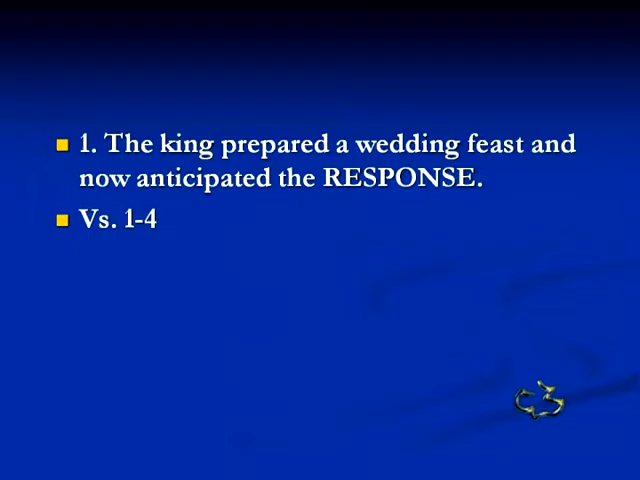 1. The king prepared a wedding feast and
now anticipated the RESPONSE.
Vs. 1-4